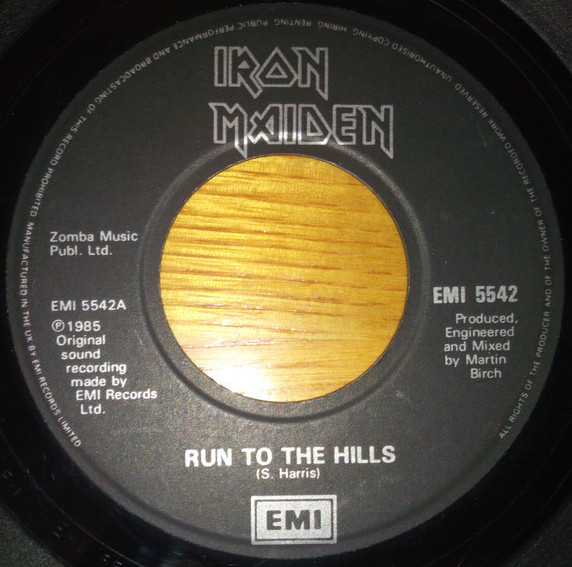 IRON
MAIDEN
Zomba Music
Publ. Ltd.
EMI 5542A
Ⓟ1985
Original
sound
recording
made by
EMI Records
Ltd.
EMI 5542
Produced,
Engineered
and Mixed
by Martin
Birch
RUN TO THE HILLS
(S. Harris)
EMI
ALL RIGHTS OF THE PRODUCER AND OF THE OWNER OF THE RECORDED WORK RESERVED UNAUTHORISED COPYING, HIRING, RENTING, PUBLIC PERFORMANCE AND BROADCASTING OF THIS RECORD PROHIBITED MANUFACTURED IN THE UK BY EMI RECORDS LIMITED